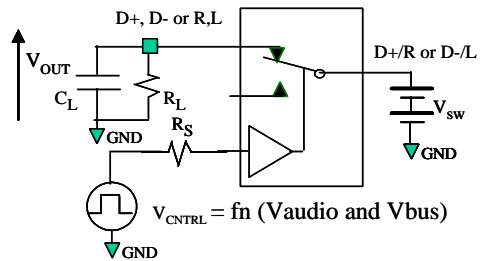 D+, D- or R,L
D+/R or D-/L
VOUT
CL
RL
Vsw
GND
RS
GND
VCNTRL = fn (Vaudio and Vbus)
GND